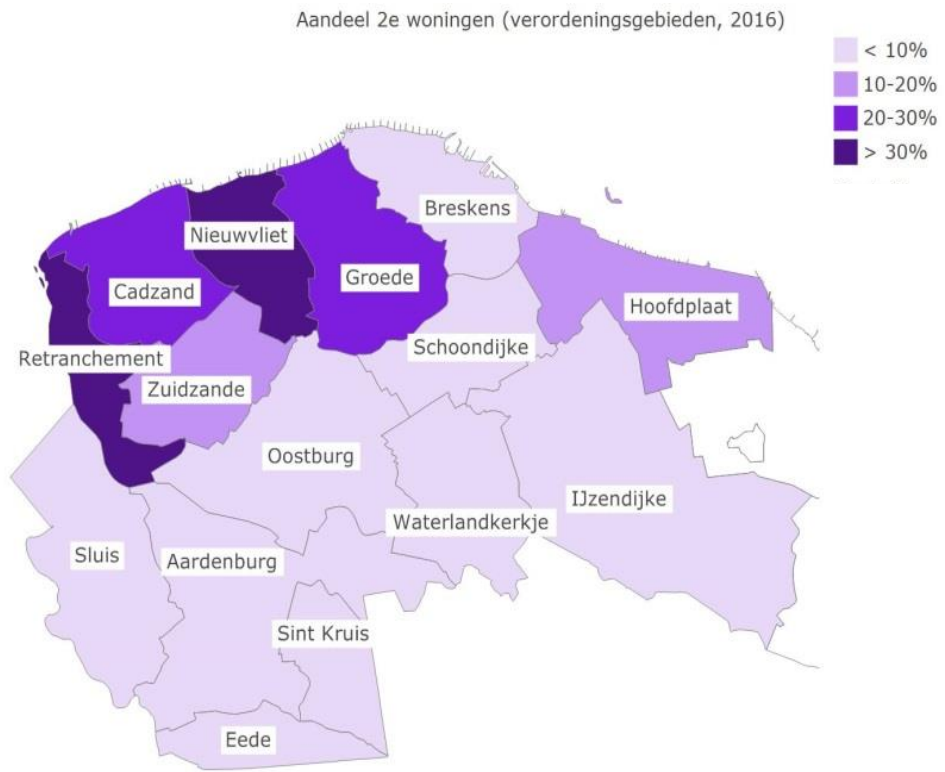 Aandeel 2e woningen (verordeningsgebieden, 2016)
< 10%
10-20%
20-30%
> 30%
Breskens
Nieuwvliet
Groede
Cadzand
Hoofdplaat
Schoondijke
Retranchement
Zuidzande
Oostburg
IJzendijke
Waterlandkerkje
Sluis
Aardenburg
Sint Kruis
Eede